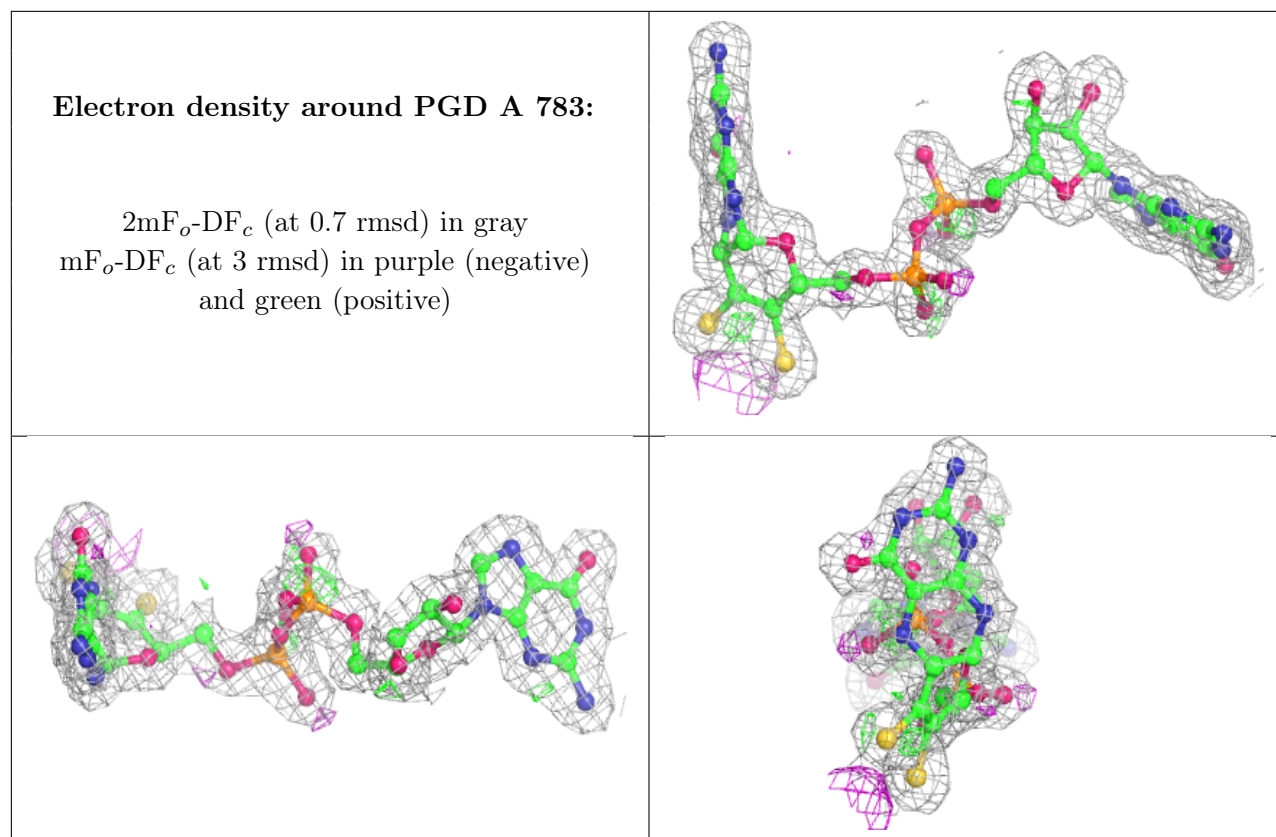 Electron density around PGD A 783:
2mFo-DFc (at 0.7 rmsd) in gray
mFo-DFc (at 3 rmsd) in purple (negative)
and green (positive)